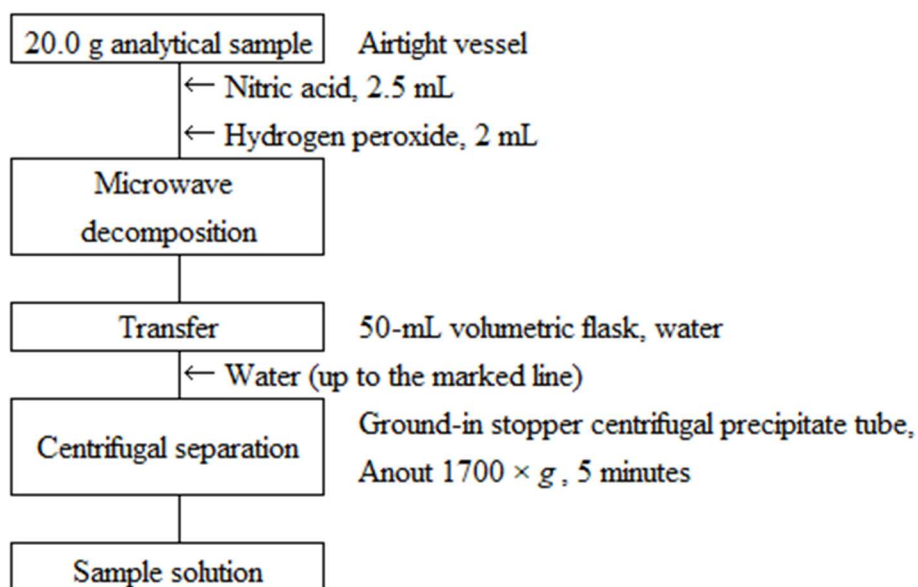 20.0 g analytical sample Airtight vessel
← Nitric acid, 2.5 mL
← Hydrogen peroxide, 2 mL
Microwave
decomposition
Transfer 50-mL volumetric flask, water
← Water (up to the marked line)
Centrifugal separation
Ground-in stopper centrifugal precipitate tube,
Anout 1700 × g , 5 minutes
Sample solution